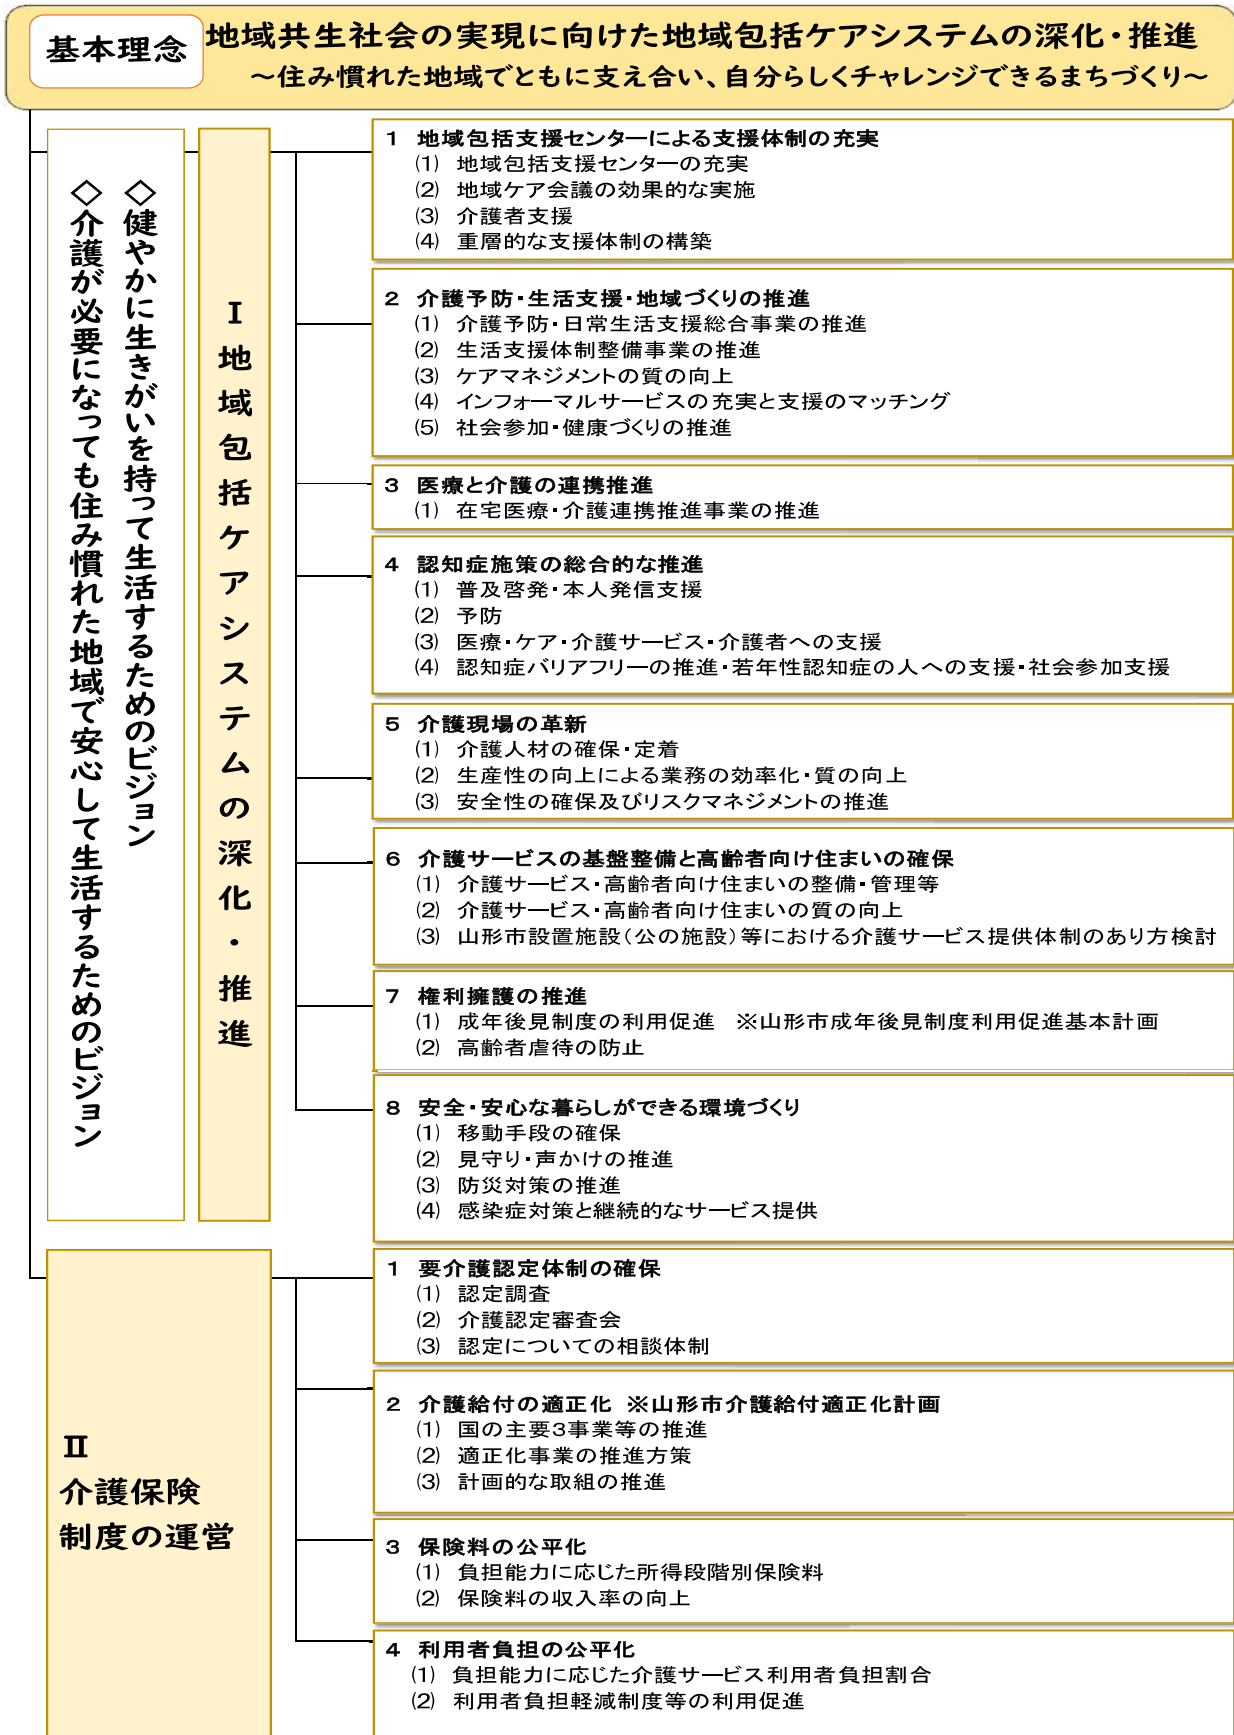 基本理念
地域共生社会の実現に向けた地域包括ケアシステムの深化・推進
～住み慣れた地域でともに支え合い、自分らしくチャレンジできるまちづくり～
◇健やかに生きがいを持って生活するためのビジョン
◇介護が必要になっても住み慣れた地域で安心して生活するためのビジョン
Ⅰ地域包括ケアシステムの深化・推進
1 地域包括支援センターによる支援体制の充実
(1) 地域包括支援センターの充実
(2) 地域ケア会議の効果的な実施
(3) 介護者支援
(4) 重層的な支援体制の構築
2 介護予防・生活支援・地域づくりの推進
(1) 介護予防・日常生活支援総合事業の推進
(2) 生活支援体制整備事業の推進
(3) ケアマネジメントの質の向上
(4) インフォーマルサービスの充実と支援のマッチング
(5) 社会参加・健康づくりの推進
3 医療と介護の連携推進
(1) 在宅医療・介護連携推進事業の推進
4 認知症施策の総合的な推進
(1) 普及啓発・本人発信支援
(2) 予防
(3) 医療・ケア・介護サービス・介護者への支援
(4) 認知症バリアフリーの推進・若年性認知症の人への支援・社会参加支援
5 介護現場の革新
(1) 介護人材の確保・定着
(2) 生産性の向上による業務の効率化・質の向上
(3) 安全性の確保及びリスクマネジメントの推進
6 介護サービスの基盤整備と高齢者向け住まいの確保
(1) 介護サービス・高齢者向け住まいの整備・管理等
(2) 介護サービス・高齢者向け住まいの質の向上
(3) 山形市設置施設（公の施設）等における介護サービス提供体制のあり方検討
7 権利擁護の推進
(1) 成年後見制度の利用促進 ※山形市成年後見制度利用促進基本計画
(2) 高齢者虐待の防止
8 安全・安心な暮らしができる環境づくり
(1) 移動手段の確保
(2) 見守り・声かけの推進
(3) 防災対策の推進
(4) 感染症対策と継続的なサービス提供
Ⅱ
介護保険
制度の運営
1 要介護認定体制の確保
(1) 認定調査
(2) 介護認定審査会
(3) 認定についての相談体制
2 介護給付の適正化 ※山形市介護給付適正化計画
(1) 国の主要3事業等の推進
(2) 適正化事業の推進方策
(3) 計画的な取組の推進
3 保険料の公平化
(1) 負担能力に応じた所得段階別保険料
(2) 保険料の収入率の向上
4 利用者負担の公平化
(1) 負担能力に応じた介護サービス利用者負担割合
(2) 利用者負担軽減制度等の利用促進